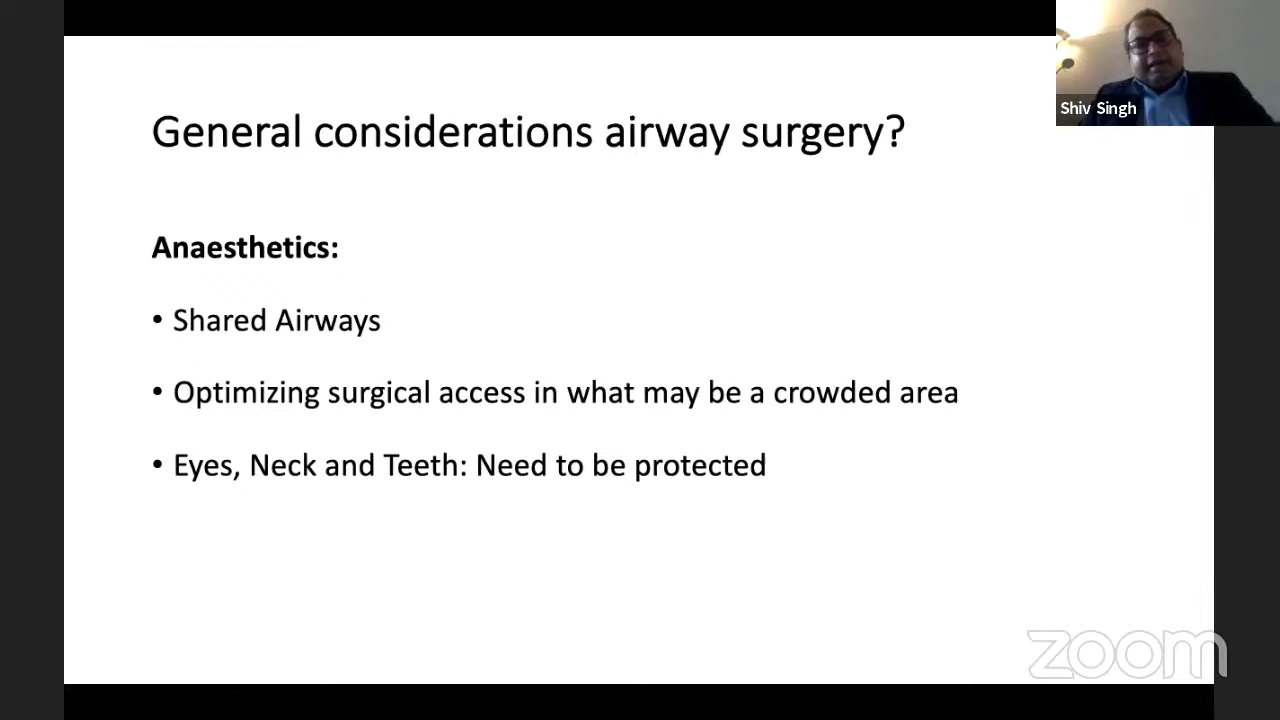 Shiv Singh
General considerations airway surgery?
Anaesthetics:
• Shared Airways
• Optimizing surgical access in what may be a crowded area
• Eyes, Neck and Teeth: Need to be protected
zoom